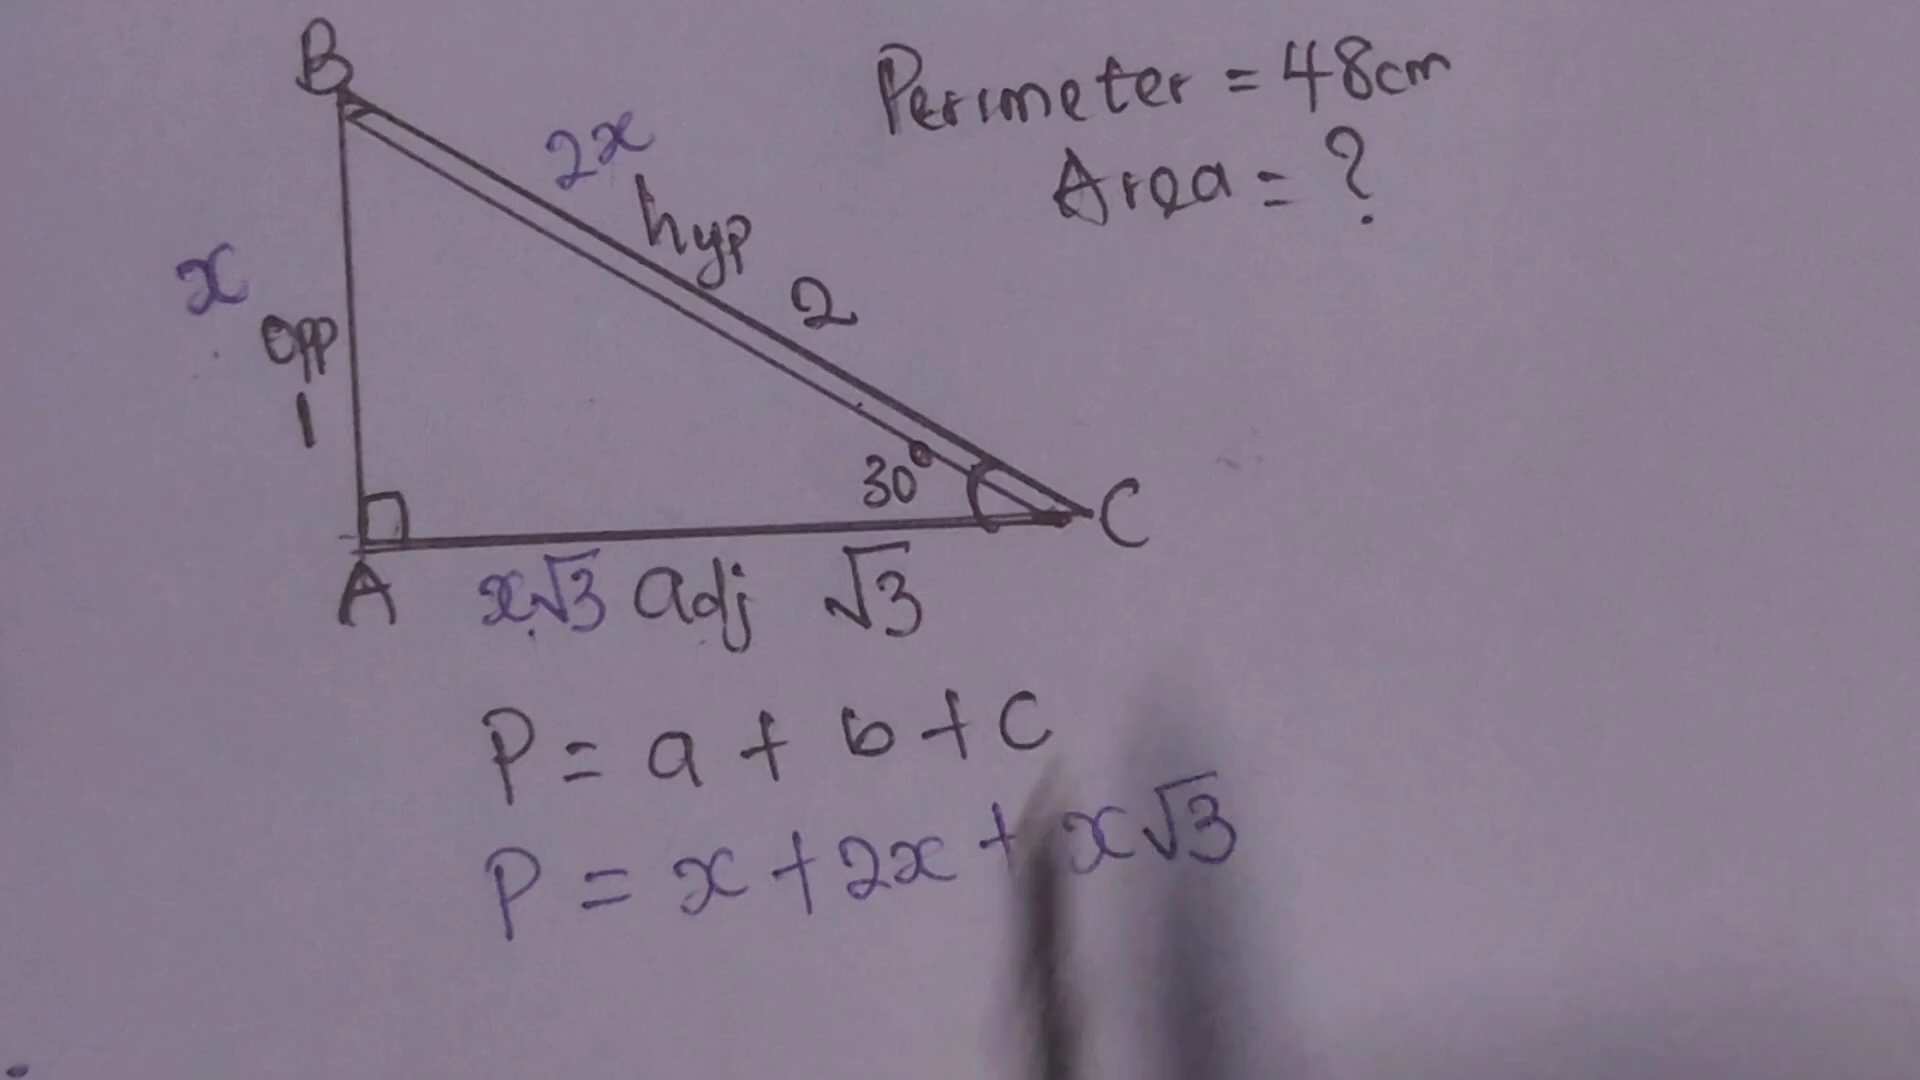 B
Perimeter = 48cm
2x
Area = ?
hyp
x
2
opp
1
30°
C
A
x√3 adj √3
P = a + b + c
P = x + 2x + x√3